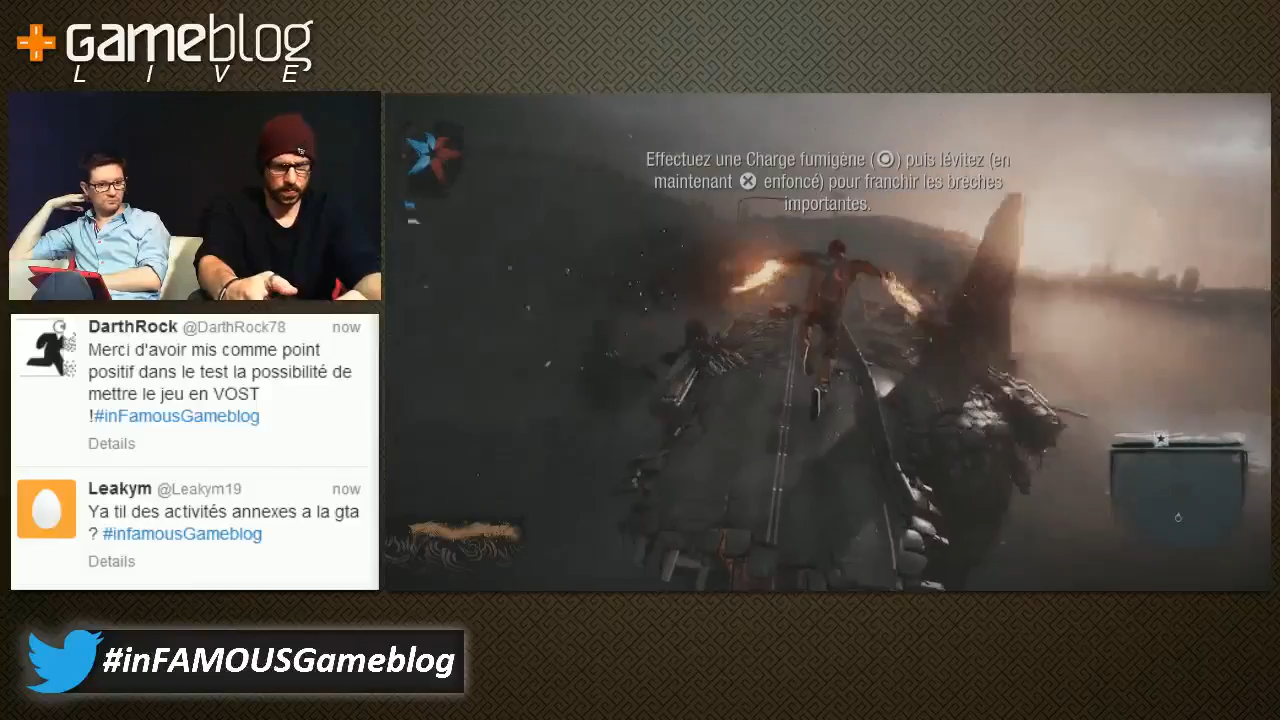 gameblog
LIVE
Effectuez une Charge fumigène ( ) puis lévitez (en
maintenant enfoncé) pour franchir les brèches
importantes.
DarthRock @DarthRock78 now
Merci d'avoir mis comme point
positif dans le test la possibilité de
mettre le jeu en VOST
!#inFamousGameblog
Details
Leakym @Leakym19 now
Ya til des activités annexes a la gta
? #infamousGameblog
Details
#inFAMOUSGameblog